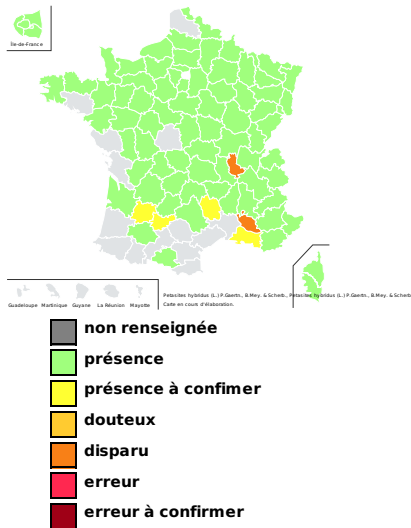 Île-de-France
Guadeloupe Martinique Guyane La Réunion Mayotte
Petasites hybridus (L.) P.Gaertn., B.Mey. & Scherb., Petasites hybridus (L.) P.Gaertn., B.Mey. & Scherb
Carte en cours d'élaboration.
non renseignée
présence
présence à confimer
douteux
disparu
erreur
erreur à confirmer